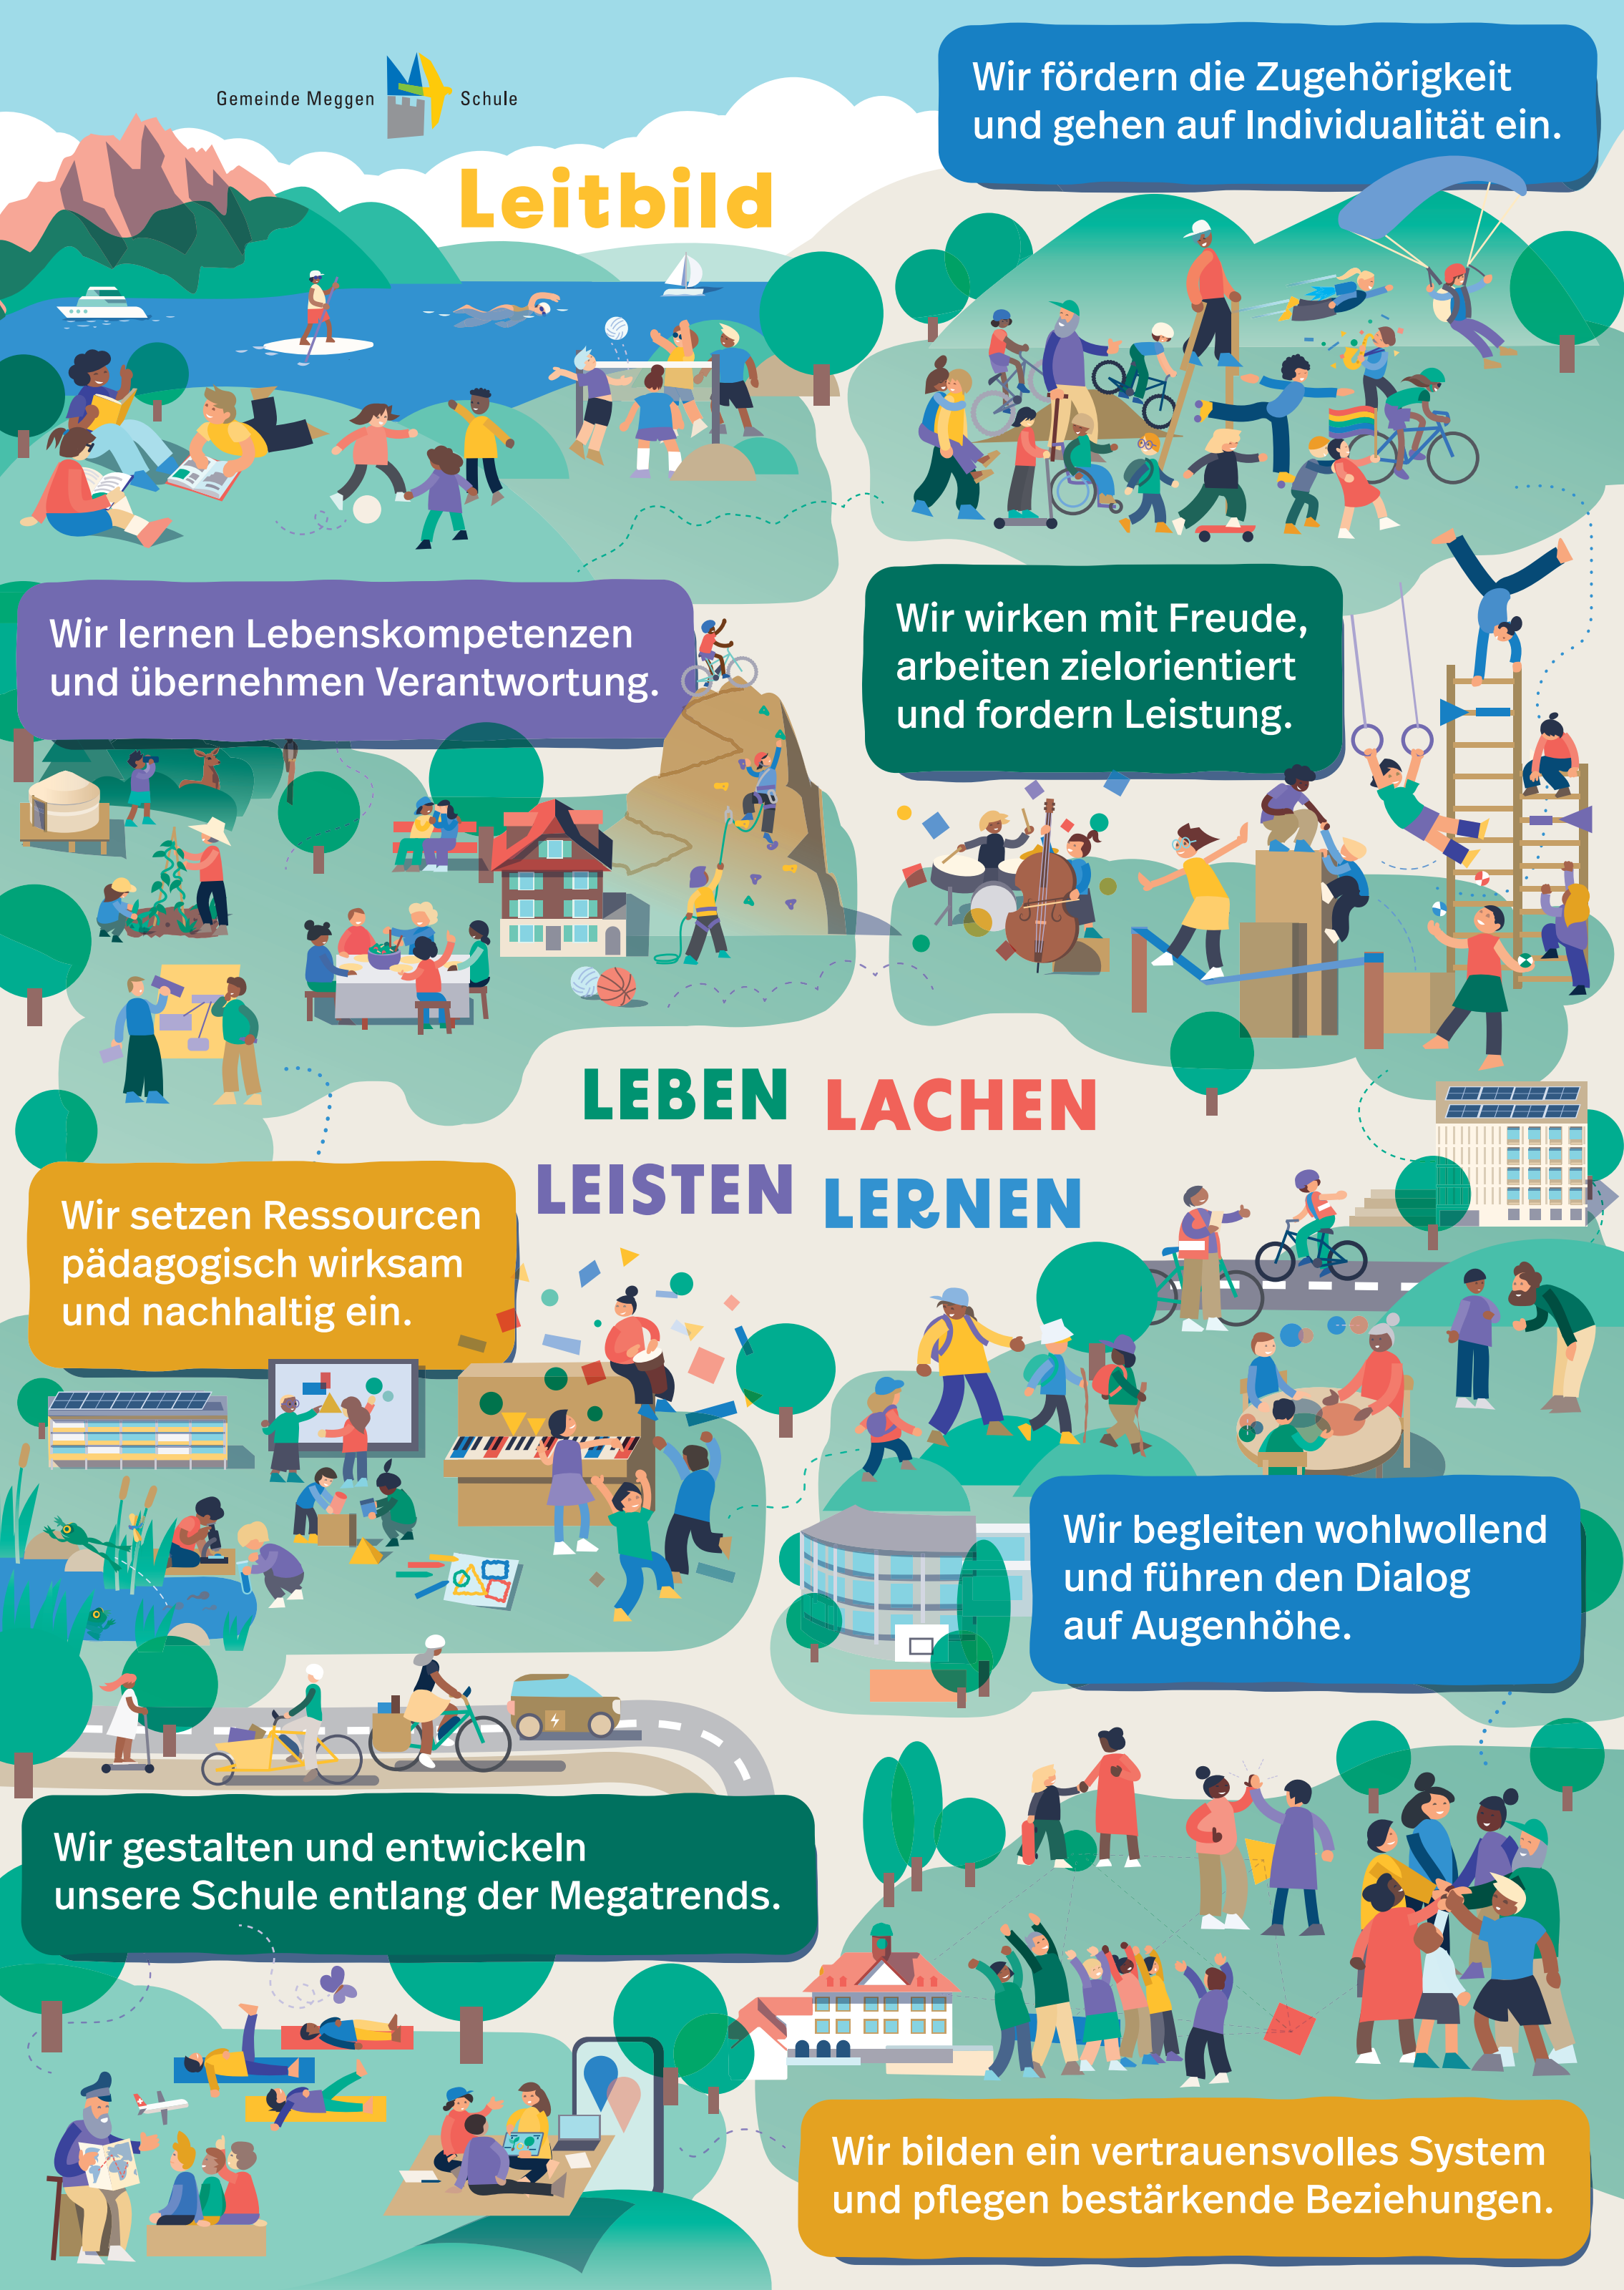 Gemeinde Meggen Schule
Leitbild
Wir fördern die Zugehörigkeit
und gehen auf Individualität ein.
Wir lernen Lebenskompetenzen
und übernehmen Verantwortung.
Wir wirken mit Freude,
arbeiten zielorientiert
und fordern Leistung.
LEBEN LACHEN
LEISTEN LERNEN
Wir setzen Ressourcen
pädagogisch wirksam
und nachhaltig ein.
Wir begleiten wohlwollend
und führen den Dialog
auf Augenhöhe.
Wir gestalten und entwickeln
unsere Schule entlang der Megatrends.
Wir bilden ein vertrauensvolles System
und pflegen bestärkende Beziehungen.